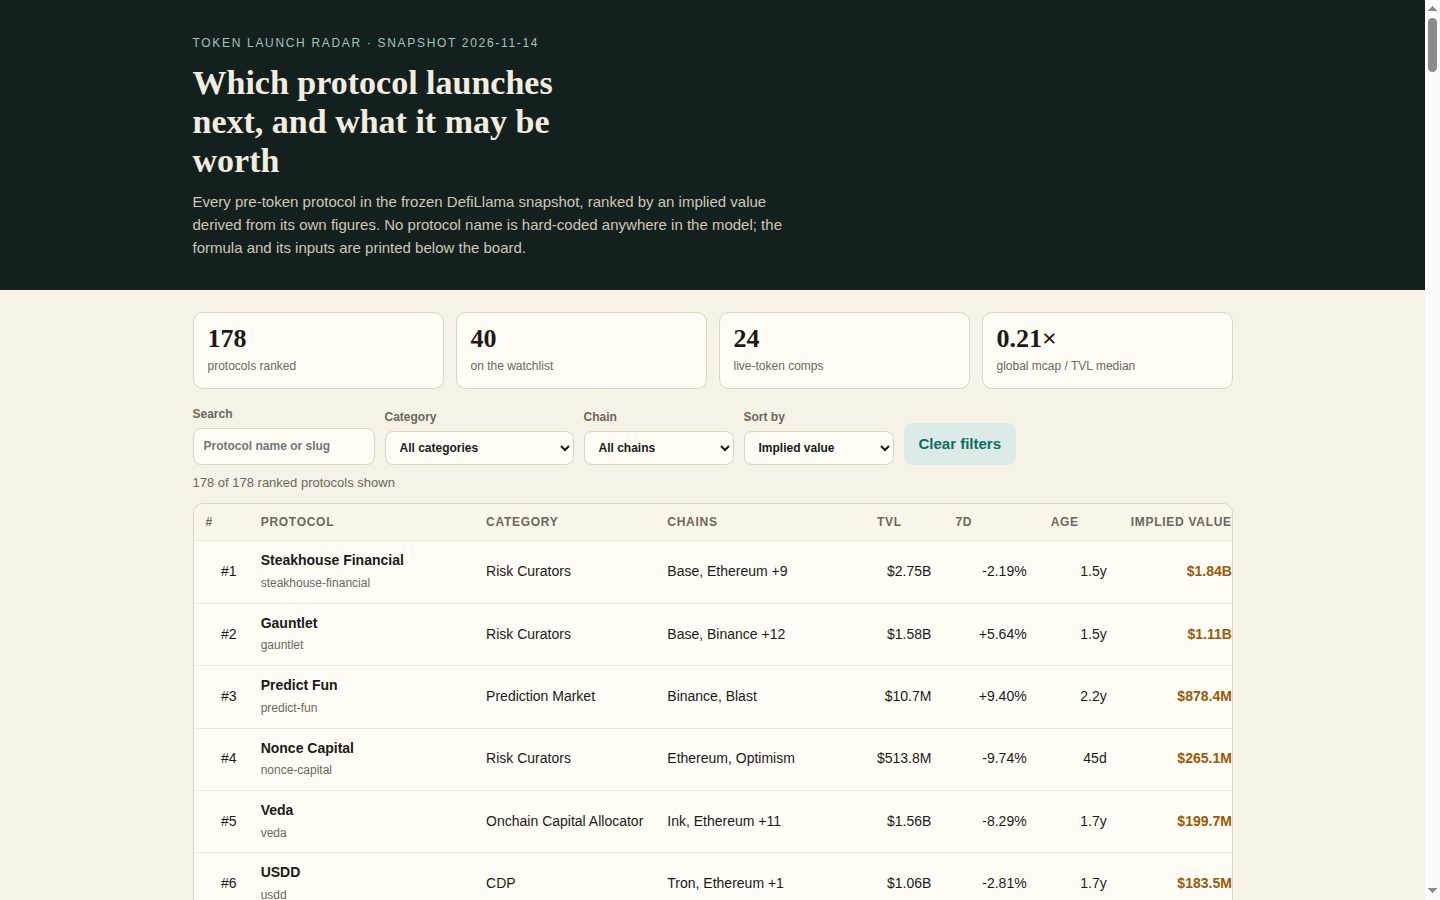 TOKEN LAUNCH RADAR · SNAPSHOT 2026-11-14
Which protocol launches
next, and what it may be
worth
Every pre-token protocol in the frozen DefiLlama snapshot, ranked by an implied value
derived from its own figures. No protocol name is hard-coded anywhere in the model; the
formula and its inputs are printed below the board.
178 40 24 0.21×
protocols ranked on the watchlist live-token comps global mcap / TVL median
Search Category Chain Sort by
Protocol name or slug All categories All chains Implied value Clear filters
178 of 178 ranked protocols shown
# PROTOCOL CATEGORY CHAINS TVL 7D AGE IMPLIED VALUE
#1 Steakhouse Financial Risk Curators Base, Ethereum +9 $2.75B -2.19% 1.5y $1.84B
steakhouse-financial
#2 Gauntlet Risk Curators Base, Binance +12 $1.58B +5.64% 1.5y $1.11B
gauntlet
#3 Predict Fun Prediction Market Binance, Blast $10.7M +9.40% 2.2y $878.4M
predict-fun
#4 Nonce Capital Risk Curators Ethereum, Optimism $513.8M -9.74% 45d $265.1M
nonce-capital
#5 Veda Onchain Capital Allocator Ink, Ethereum +11 $1.56B -8.29% 1.7y $199.7M
veda
#6 USDD CDP Tron, Ethereum +1 $1.06B -2.81% 1.7y $183.5M
usdd